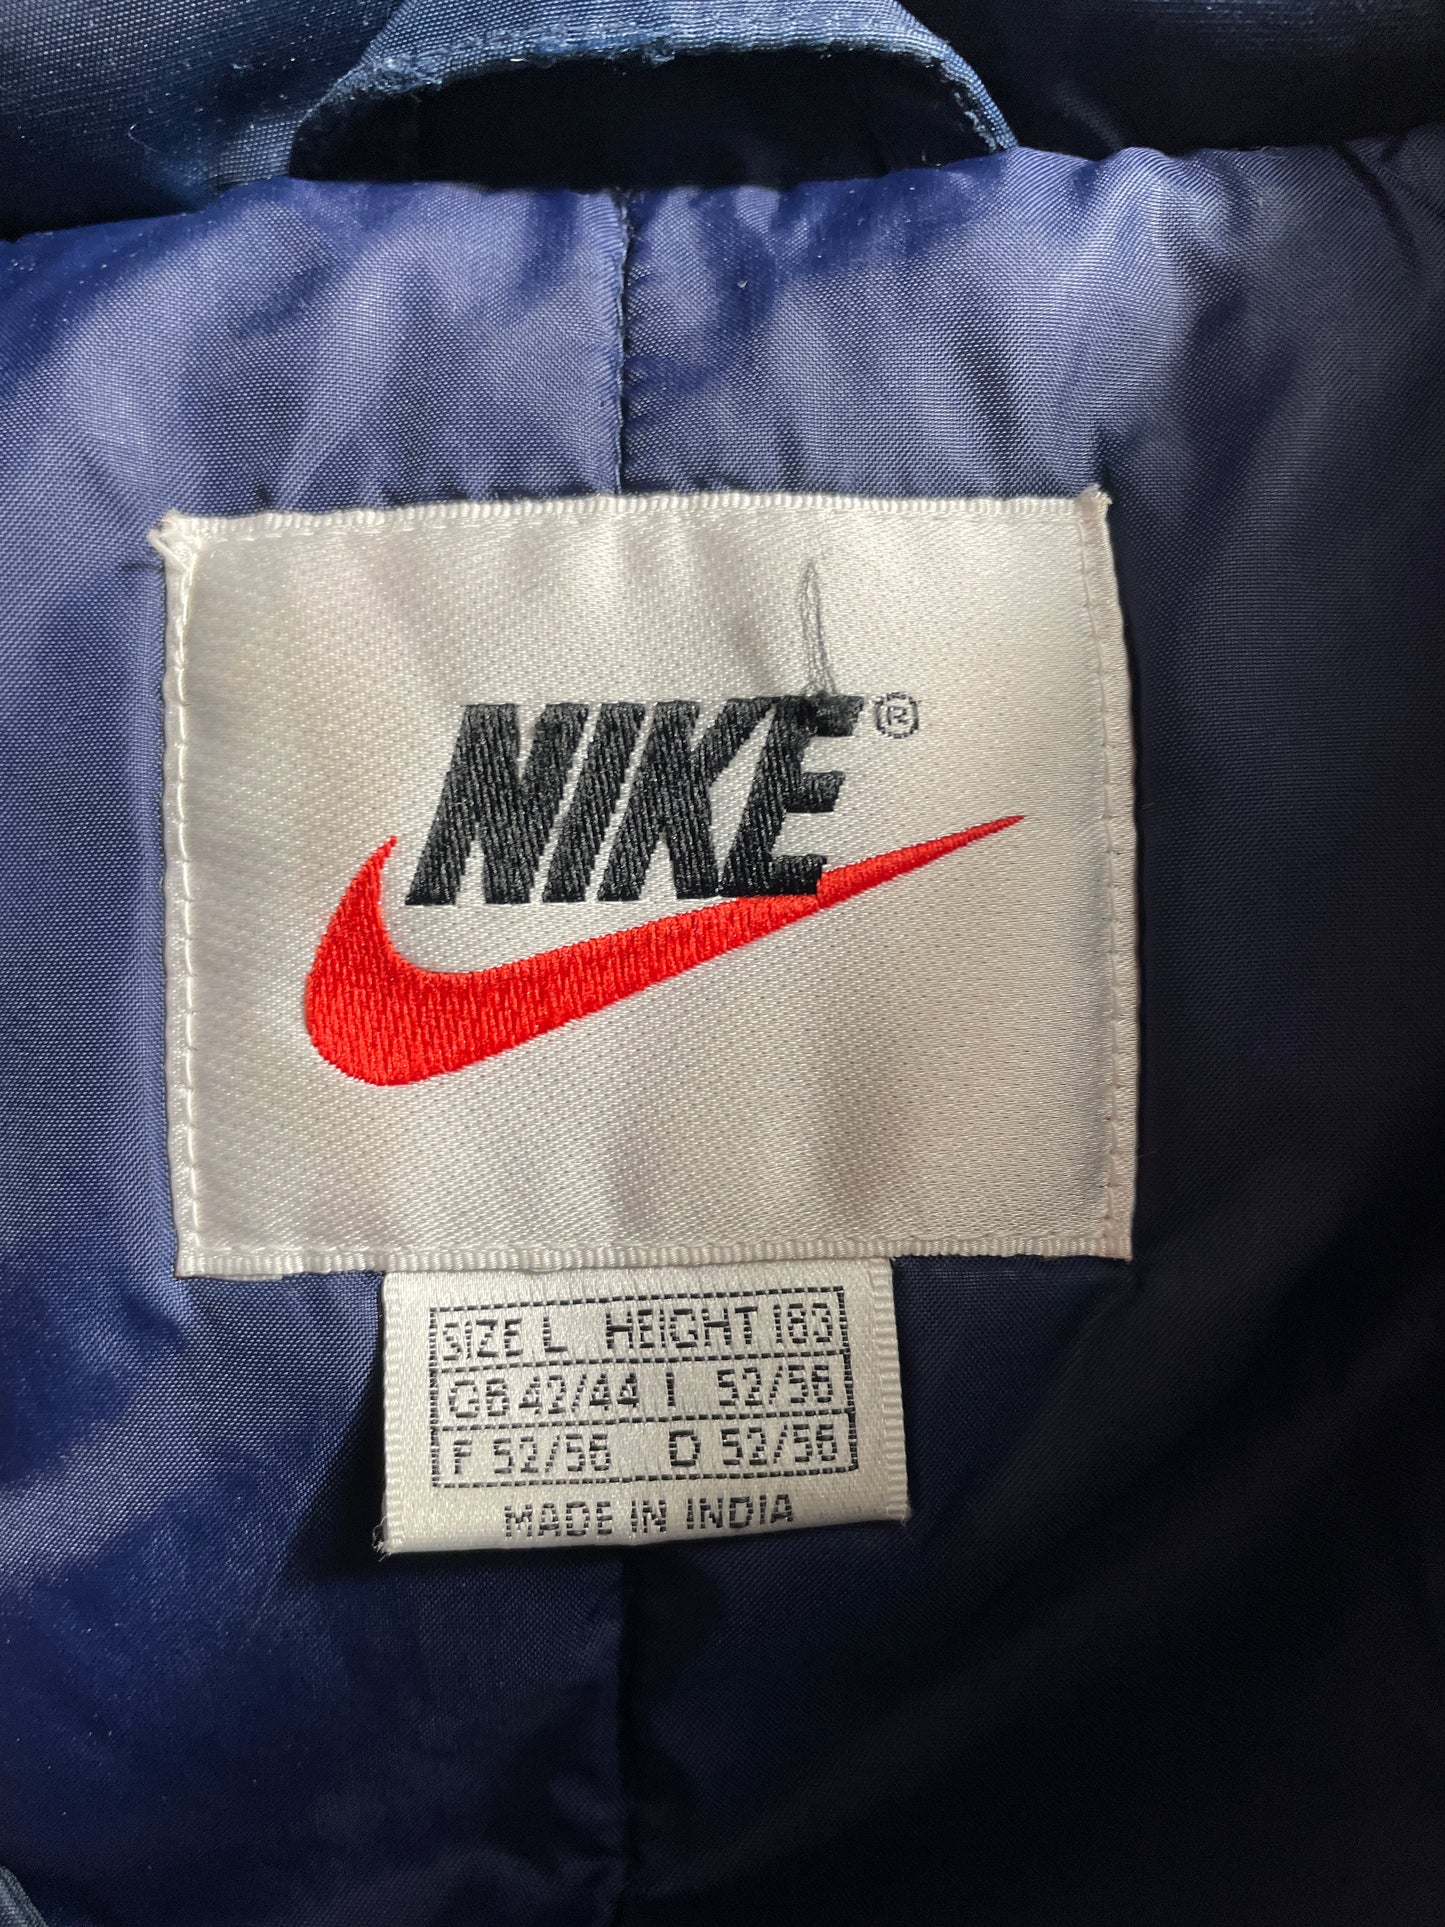 NIKE®
SIZE L HEIGHT 183
GB 42/44 I 52/56
F 52/56 D 52/56
MADE IN INDIA